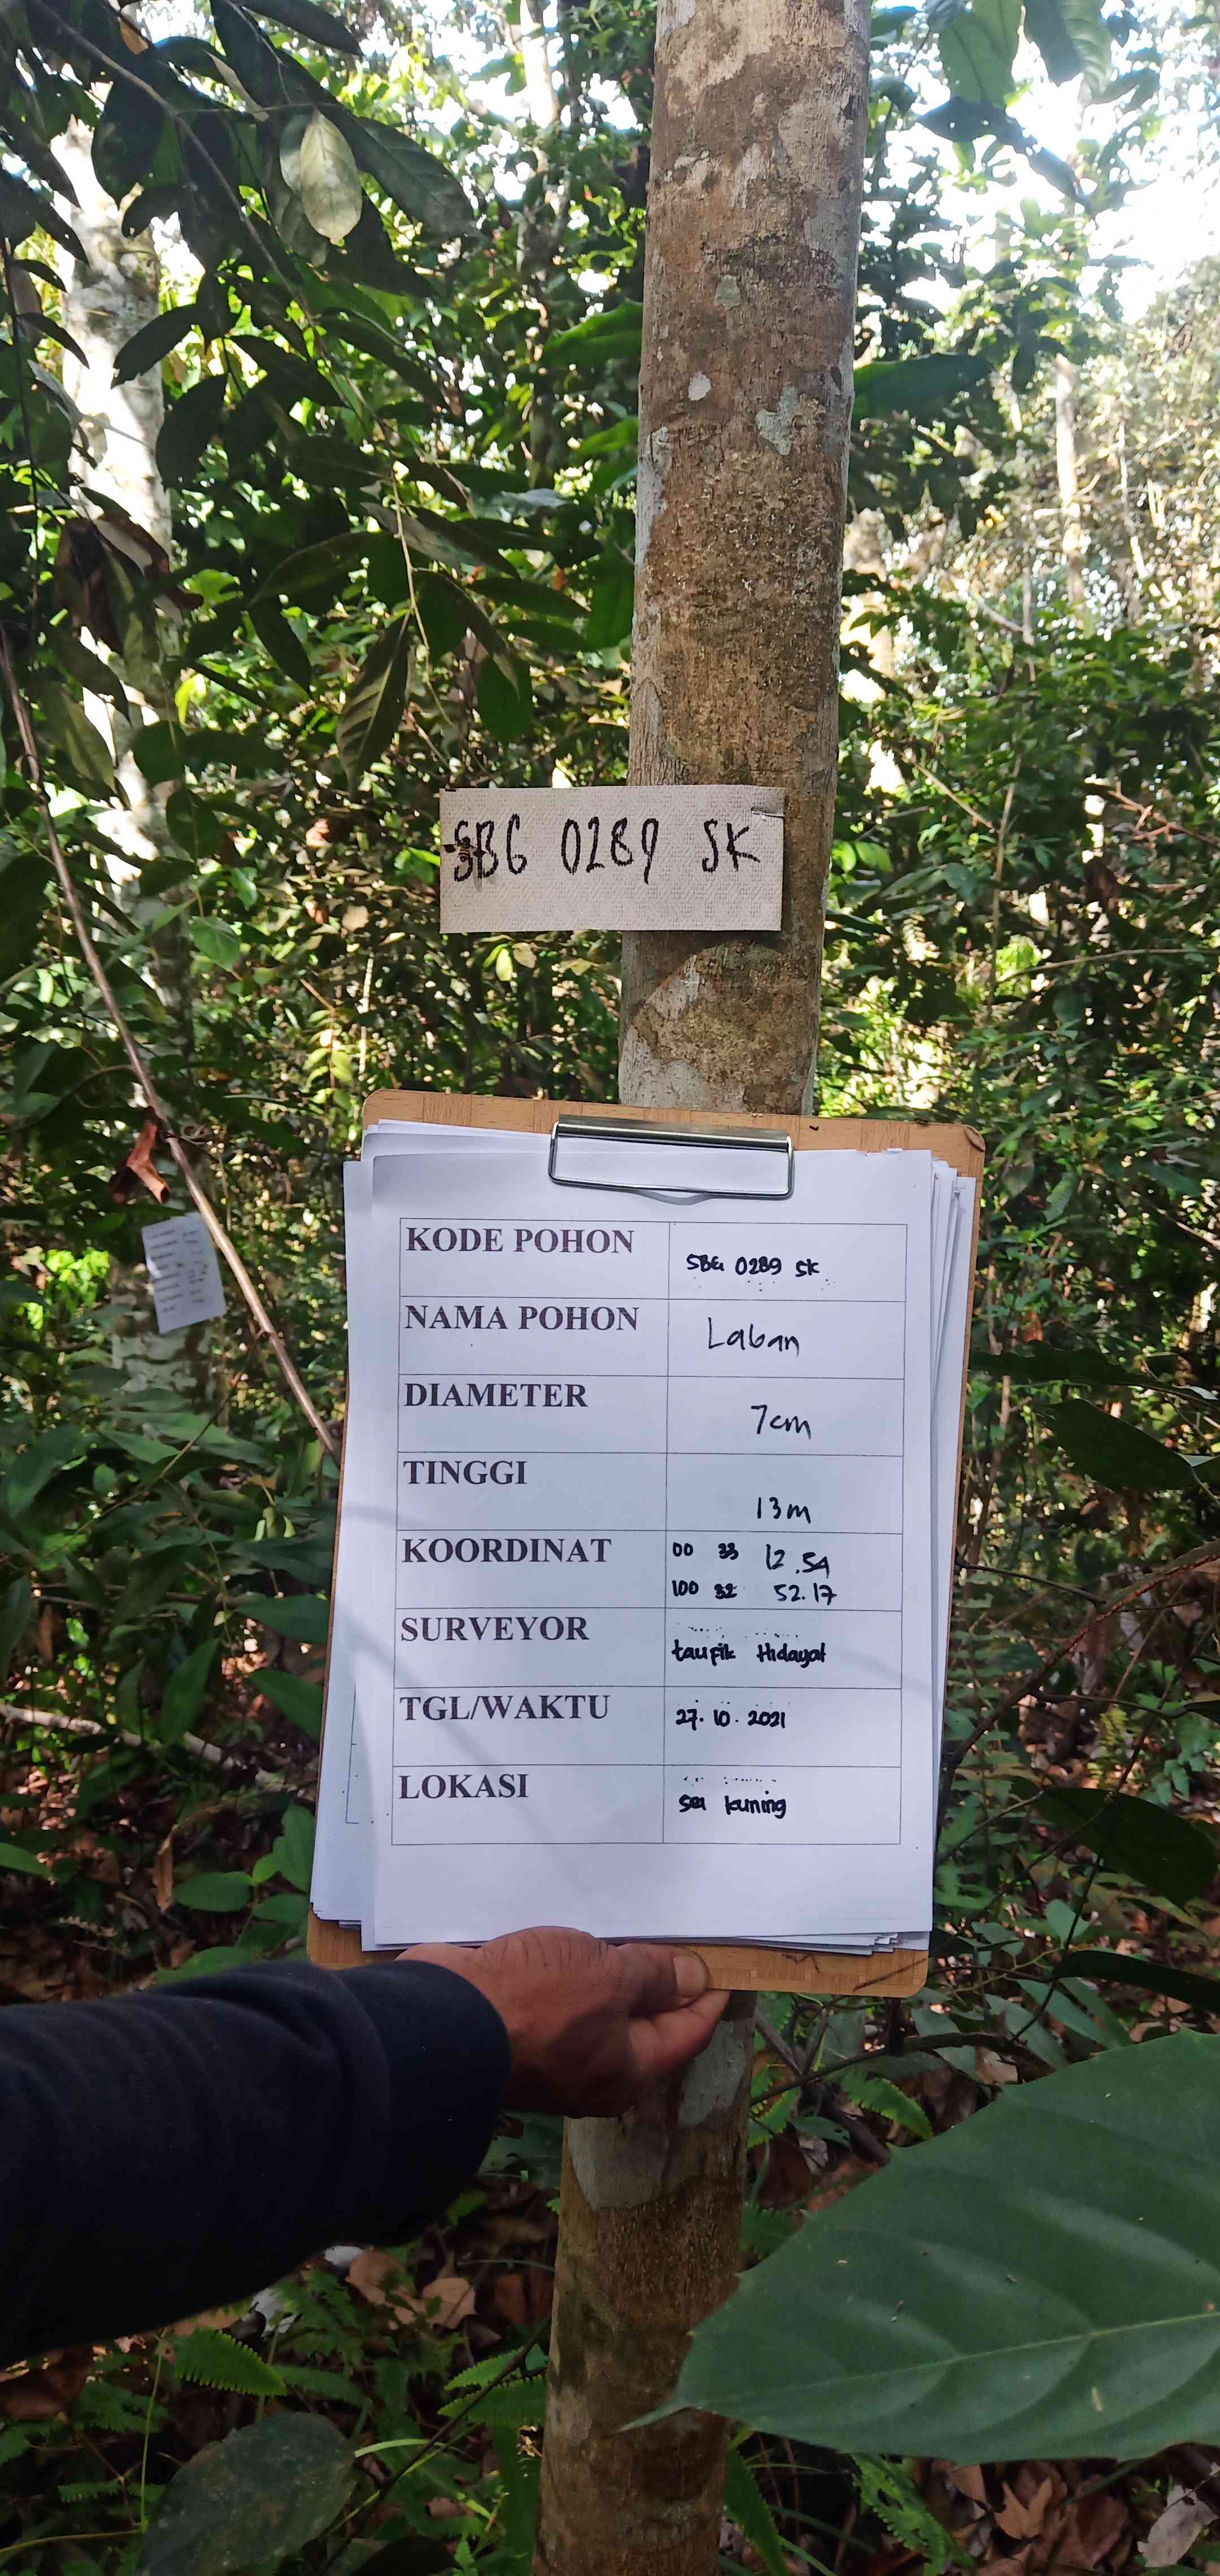 SBG 0289 SK
KODE POHON SBG 0289 SK
NAMA POHON Laban
DIAMETER 7cm
TINGGI 13m
KOORDINAT 00 33 12.54
100 32 52.17
SURVEYOR taufik Hidayat
TGL/WAKTU 27.10.2021
LOKASI sei kuning